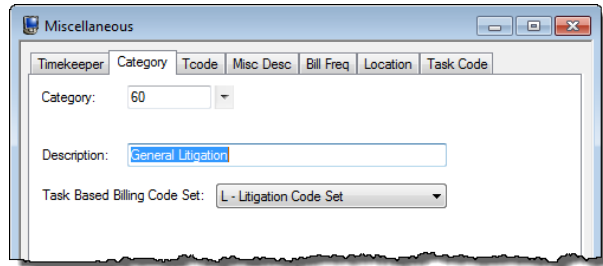 Miscellaneous
Timekeeper Category Tcode Misc Desc Bill Freq Location Task Code
Category: 60
Description: General Litigation
Task Based Billing Code Set: L - Litigation Code Set